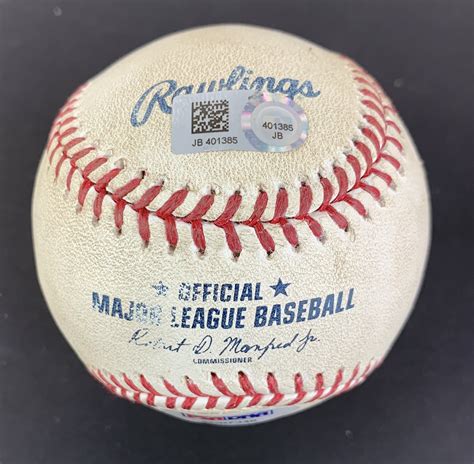 Rawlings
401385
JB
JB 401385
OFFICIAL
MAJOR LEAGUE BASEBALL
Robert D. Manfred Jr.
COMMISSIONER